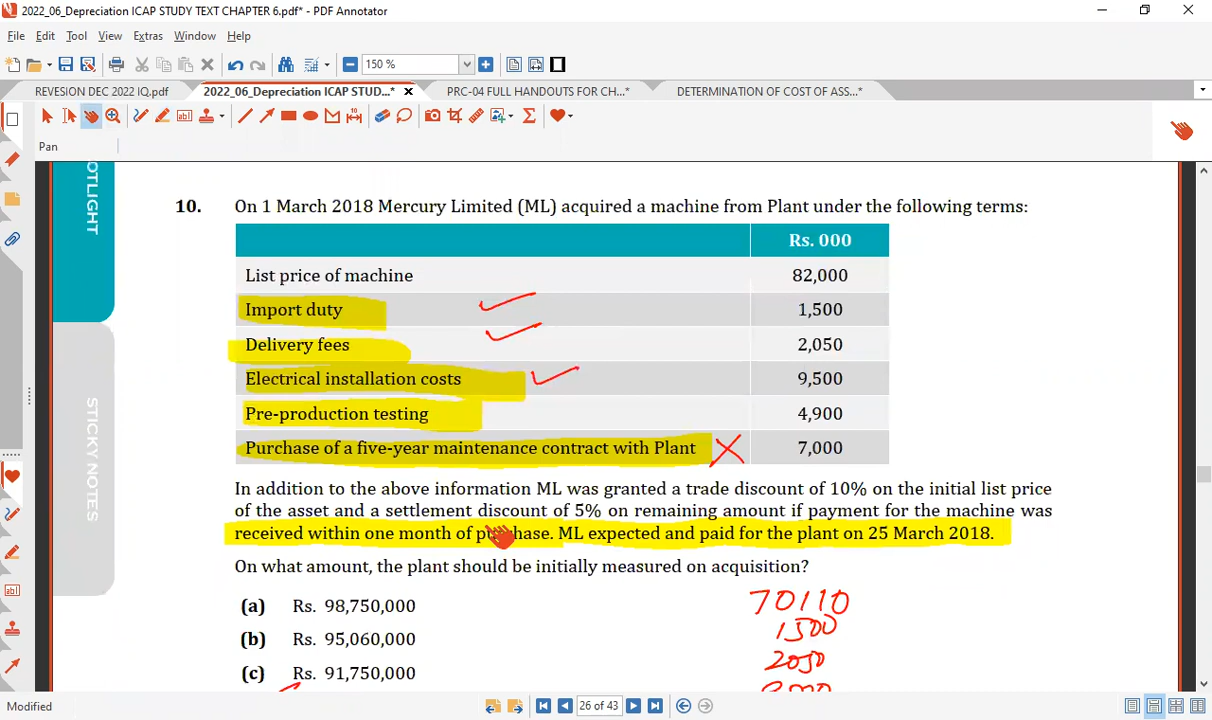 2022_06_Depreciation ICAP STUDY TEXT CHAPTER 6.pdf* - PDF Annotator
File Edit Tool View Extras Window Help
150 %
REVESION DEC 2022 IQ.pdf 2022_06_Depreciation ICAP STUD...* PRC-04 FULL HANDOUTS FOR CH...* DETERMINATION OF COST OF ASS...*
Pan
OTLIGHT
STICKY NOTES
10. On 1 March 2018 Mercury Limited (ML) acquired a machine from Plant under the following terms:
Rs. 000
List price of machine 82,000
Import duty 1,500
Delivery fees 2,050
Electrical installation costs 9,500
Pre-production testing 4,900
Purchase of a five-year maintenance contract with Plant 7,000
In addition to the above information ML was granted a trade discount of 10% on the initial list price
of the asset and a settlement discount of 5% on remaining amount if payment for the machine was
received within one month of purchase. ML expected and paid for the plant on 25 March 2018.
On what amount, the plant should be initially measured on acquisition?
(a) Rs. 98,750,000
(b) Rs. 95,060,000
(c) Rs. 91,750,000
70110
1500
2050
Modified
26 of 43